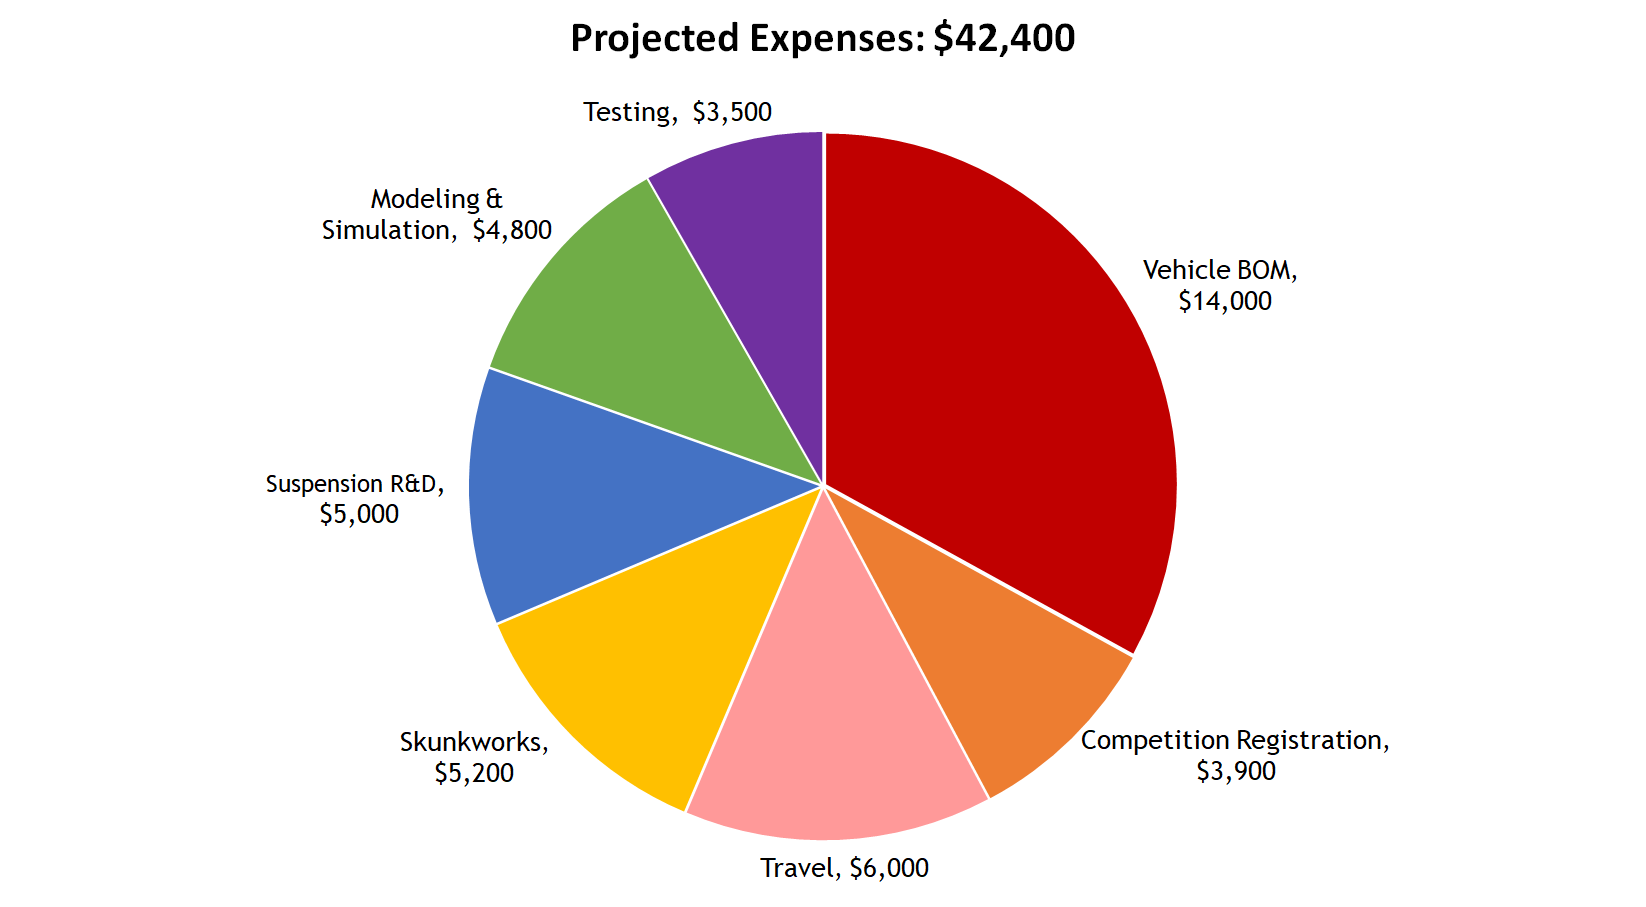 Projected Expenses: $42,400
Testing, $3,500
Modeling &
Simulation, $4,800
Vehicle BOM,
$14,000
Suspension R&D,
$5,000
Skunkworks,
$5,200
Competition Registration,
$3,900
Travel, $6,000